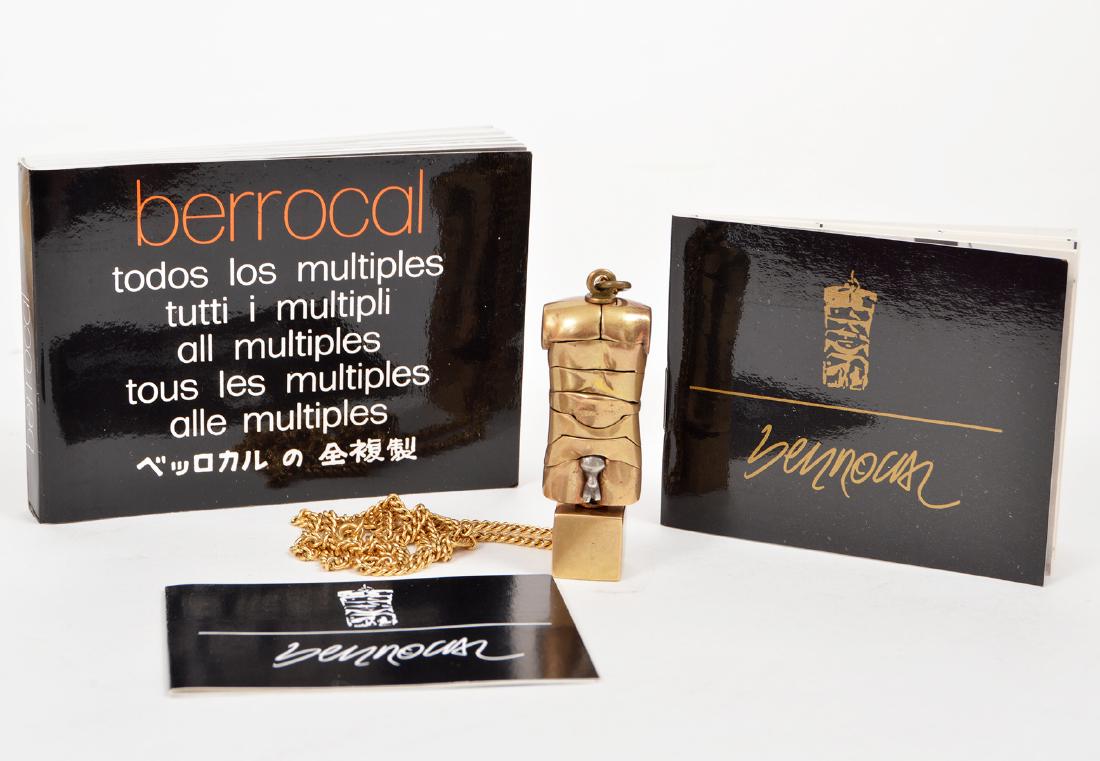 berrocal
todos los multiples
tutti i multipli
all multiples
tous les multiples
alle multiples
ベッロカル の 全複製
berrocal
berrocal
berrocal